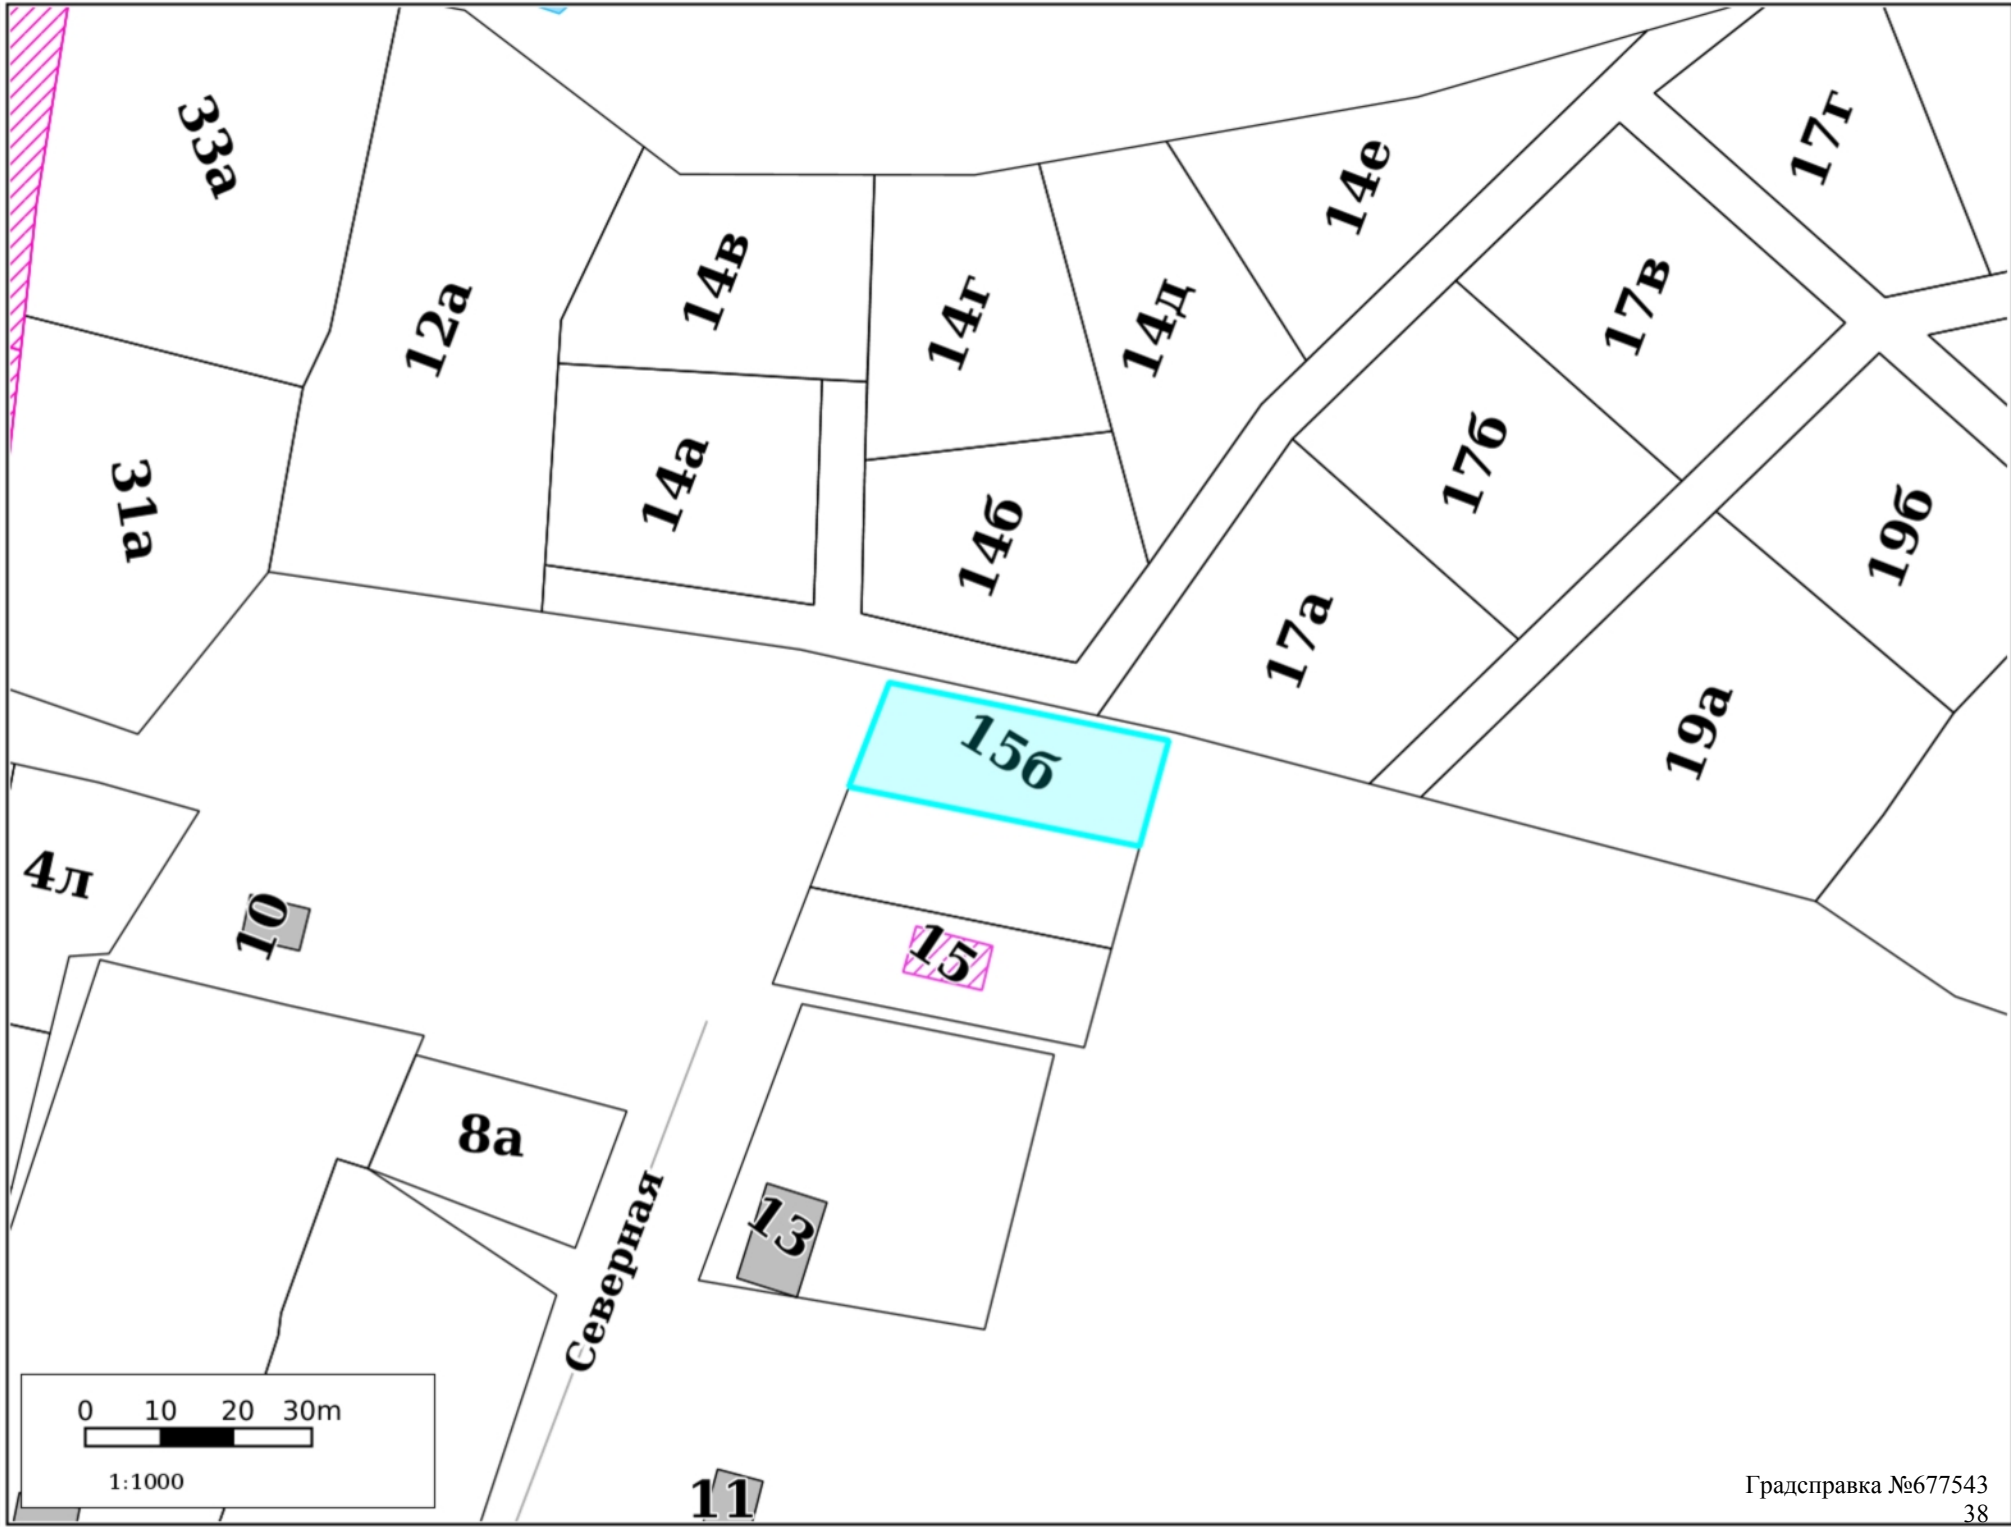 33а
12а
14в
14г
14д
14е
17г
17в
31а
14а
14б
17б
17а
19б
19а
15б
4л
10
15
8а
13
Северная
0 10 20 30m
1:1000
11
Градсправка №677543
38